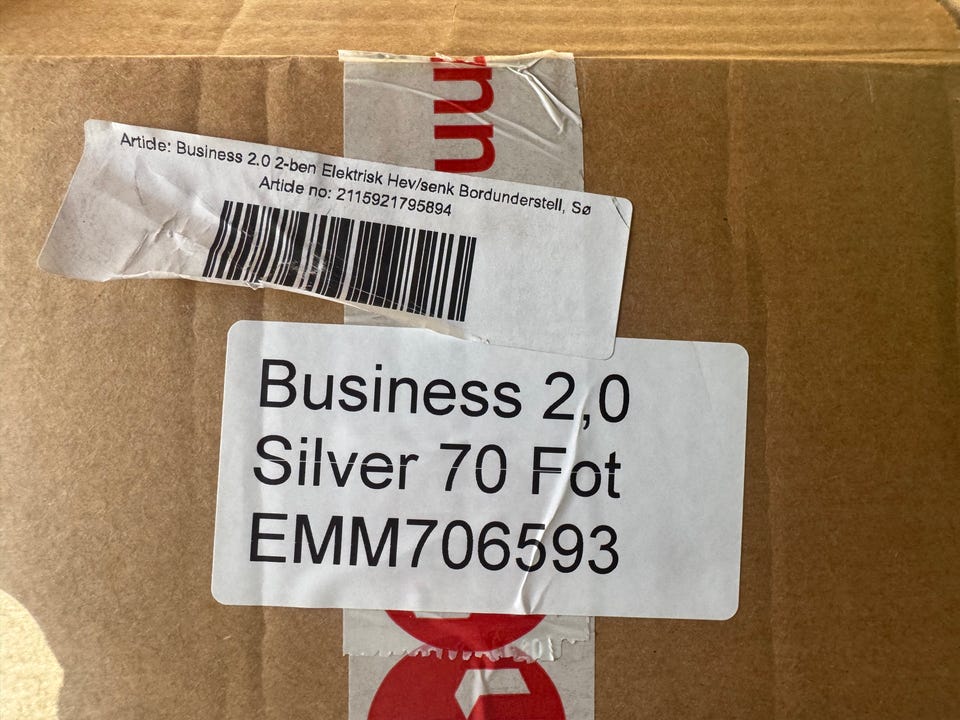 nn
Article: Business 2.0 2-ben Elektrisk Hev/senk Bordunderstell, Sø
Article no: 2115921795894
Business 2,0
Silver 70 Fot
EMM706593